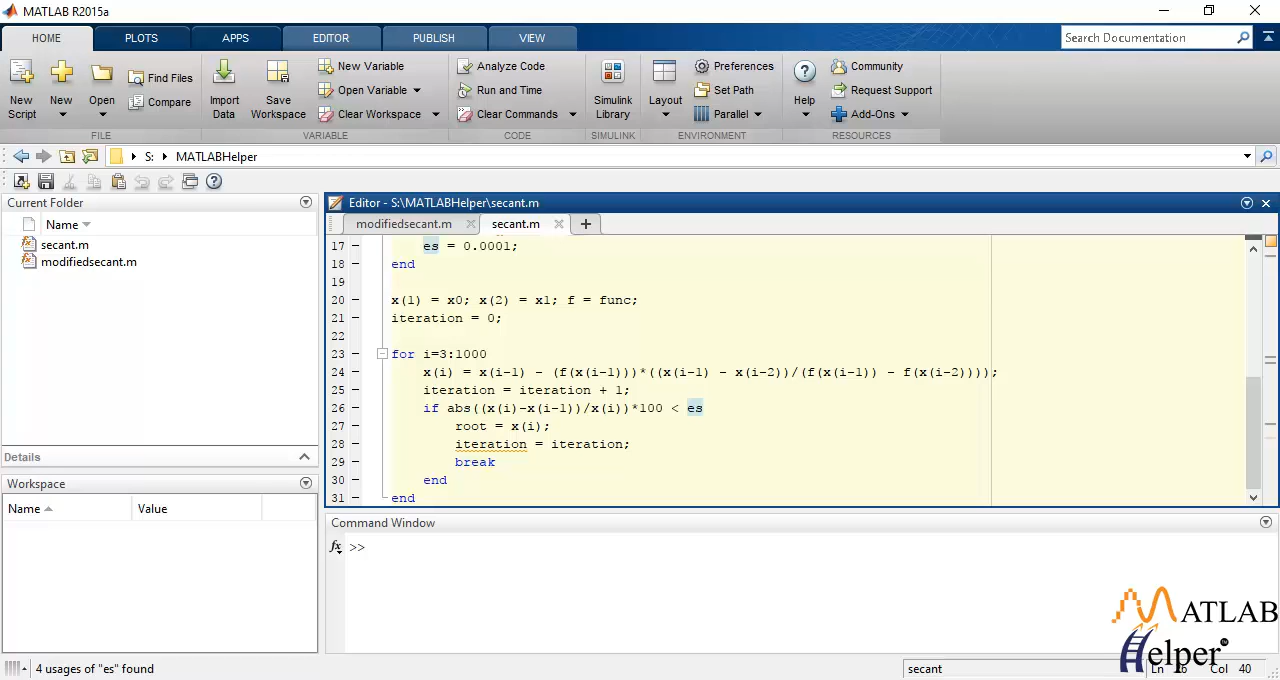 MATLAB R2015a
HOME PLOTS APPS EDITOR PUBLISH VIEW
Search Documentation
New Script
New
Open
Find Files
Compare
FILE
Import Data
Save Workspace
New Variable
Open Variable
Clear Workspace
VARIABLE
Analyze Code
Run and Time
Clear Commands
CODE
Simulink Library
SIMULINK
Layout
Preferences
Set Path
Parallel
ENVIRONMENT
Help
Community
Request Support
Add-Ons
RESOURCES
S: MATLABHelper
Current Folder
Name
secant.m
modifiedsecant.m
Details
Workspace
Name Value
Editor - S:\MATLABHelper\secant.m
modifiedsecant.m secant.m
17 es = 0.0001;
18 end
19
20 x(1) = x0; x(2) = x1; f = func;
21 iteration = 0;
22
23 for i=3:1000
24 x(i) = x(i-1) - (f(x(i-1)))*((x(i-1) - x(i-2))/(f(x(i-1)) - f(x(i-2))));
25 iteration = iteration + 1;
26 if abs((x(i)-x(i-1))/x(i))*100 < es
27 root = x(i);
28 iteration = iteration;
29 break
30 end
31 end
Command Window
fx >>
MATLAB
Helper™
4 usages of "es" found
secant
Ln 26 Col 40